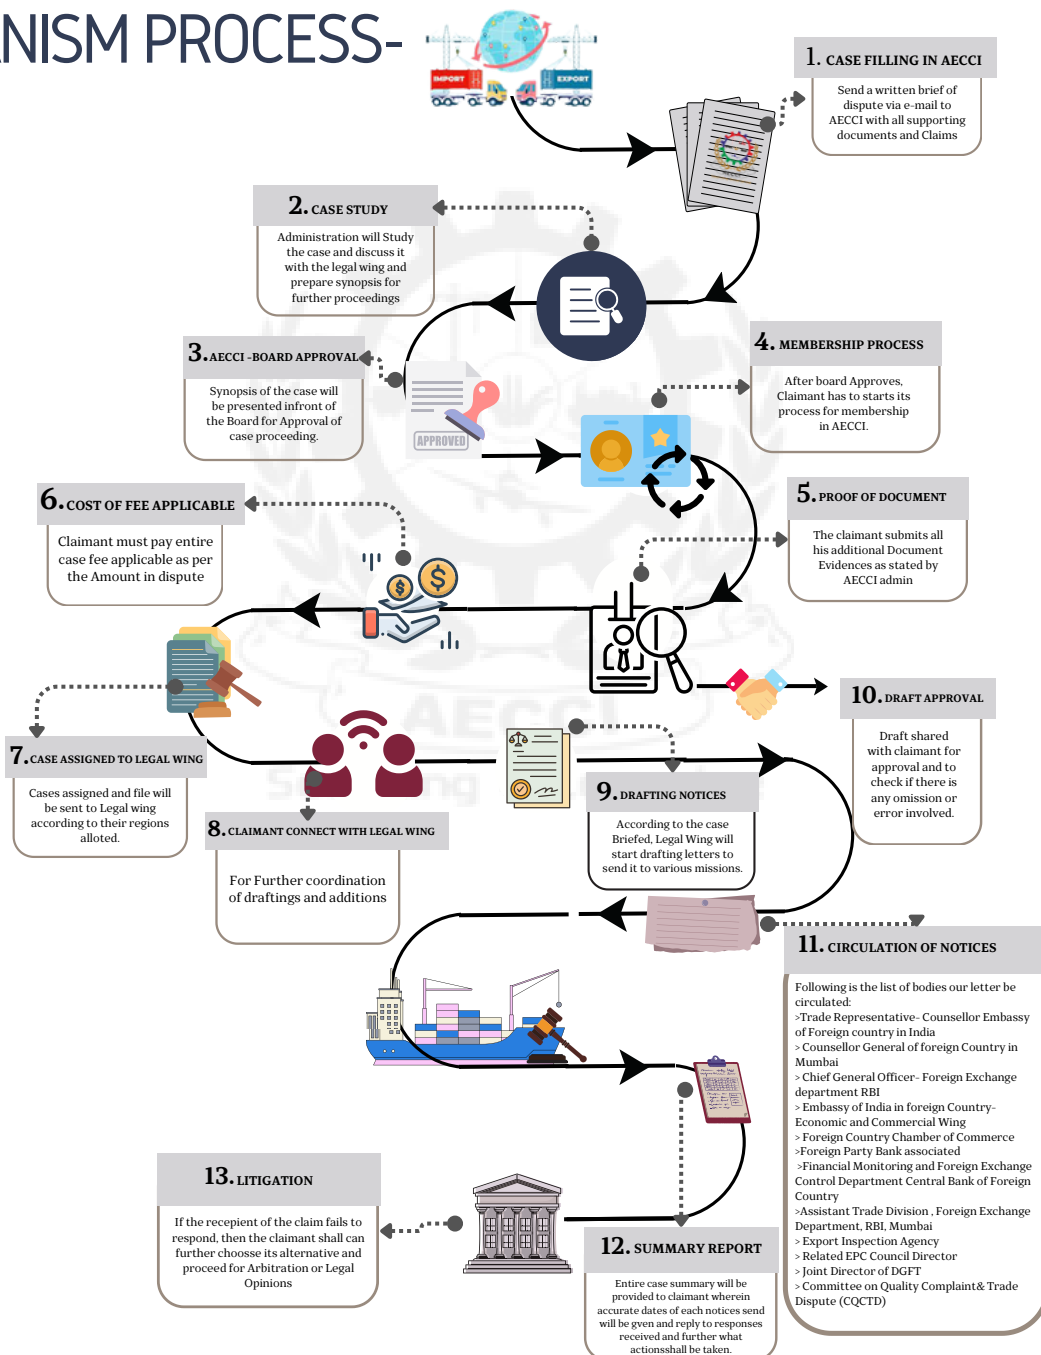 ANISM PROCESS-
IMPORT
EXPORT
1. CASE FILLING IN AECCI
Send a written brief of
dispute via e-mail to
AECCI with all supporting
documents and Claims
2. CASE STUDY
Administration will Study
the case and discuss it
with the legal wing and
prepare synopsis for
further proceedings
3. AECCI -BOARD APPROVAL
Synopsis of the case will
be presented infront of
the Board for Approval of
case proceeding.
APPROVED
4. MEMBERSHIP PROCESS
After board Approves,
Claimant has to starts its
process for membership
in AECCI.
5. PROOF OF DOCUMENT
The claimant submits all
his additional Document
Evidences as stated by
AECCI admin
6. COST OF FEE APPLICABLE
Claimant must pay entire
case fee applicable as per
the Amount in dispute
7. CASE ASSIGNED TO LEGAL WING
Cases assigned and file will
be sent to Legal wing
according to their regions
alloted.
8. CLAIMANT CONNECT WITH LEGAL WING
For Further coordination
of draftings and additions
9. DRAFTING NOTICES
According to the case
Briefed, Legal Wing will
start drafting letters to
send it to various missions.
10. DRAFT APPROVAL
Draft shared
with claimant for
approval and to
check if there is
any omission or
error involved.
11. CIRCULATION OF NOTICES
Following is the list of bodies our letter be
circulated:
>Trade Representative- Counsellor Embassy
of Foreign country in India
> Counsellor General of foreign Country in
Mumbai
> Chief General Officer- Foreign Exchange
department RBI
> Embassy of India in foreign Country-
Economic and Commercial Wing
> Foreign Country Chamber of Commerce
>Foreign Party Bank associated
>Financial Monitoring and Foreign Exchange
Control Department Central Bank of Foreign
Country
>Assistant Trade Division , Foreign Exchange
Department, RBI, Mumbai
> Export Inspection Agency
> Related EPC Council Director
> Joint Director of DGFT
> Committee on Quality Complaint& Trade
Dispute (CQCTD)
12. SUMMARY REPORT
Entire case summary will be
provided to claimant wherein
accurate dates of each notices send
will be gven and reply to responses
received and further what
actionsshall be taken.
13. LITIGATION
If the recepient of the claim fails to
respond, then the claimant shall can
further choosse its alternative and
proceed for Arbitration or Legal
Opinions
AECCI